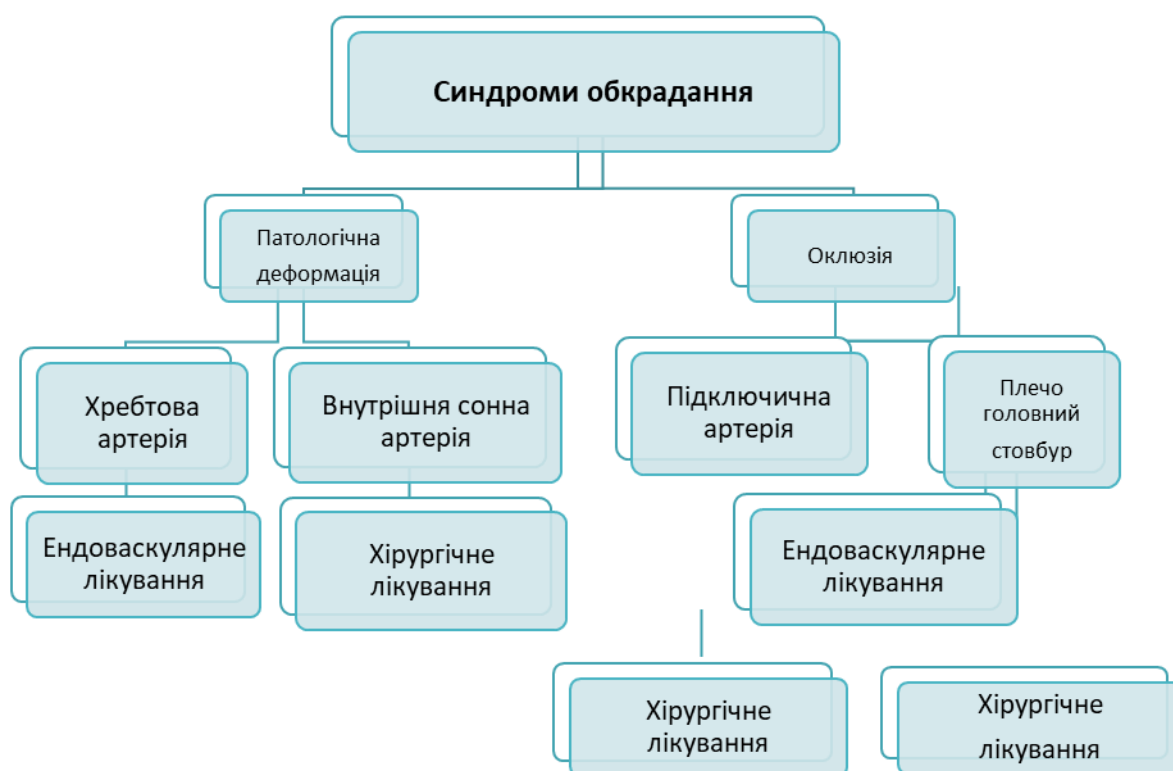 Синдроми обкрадання
Патологічна
деформація
Оклюзія
Хребтова
артерія
Внутрішня сонна
артерія
Підключична
артерія
Плечо
головний
стовбур
Ендоваскулярне
лікування
Хірургічне
лікування
Ендоваскулярне
лікування
Хірургічне
лікування
Хірургічне
лікування